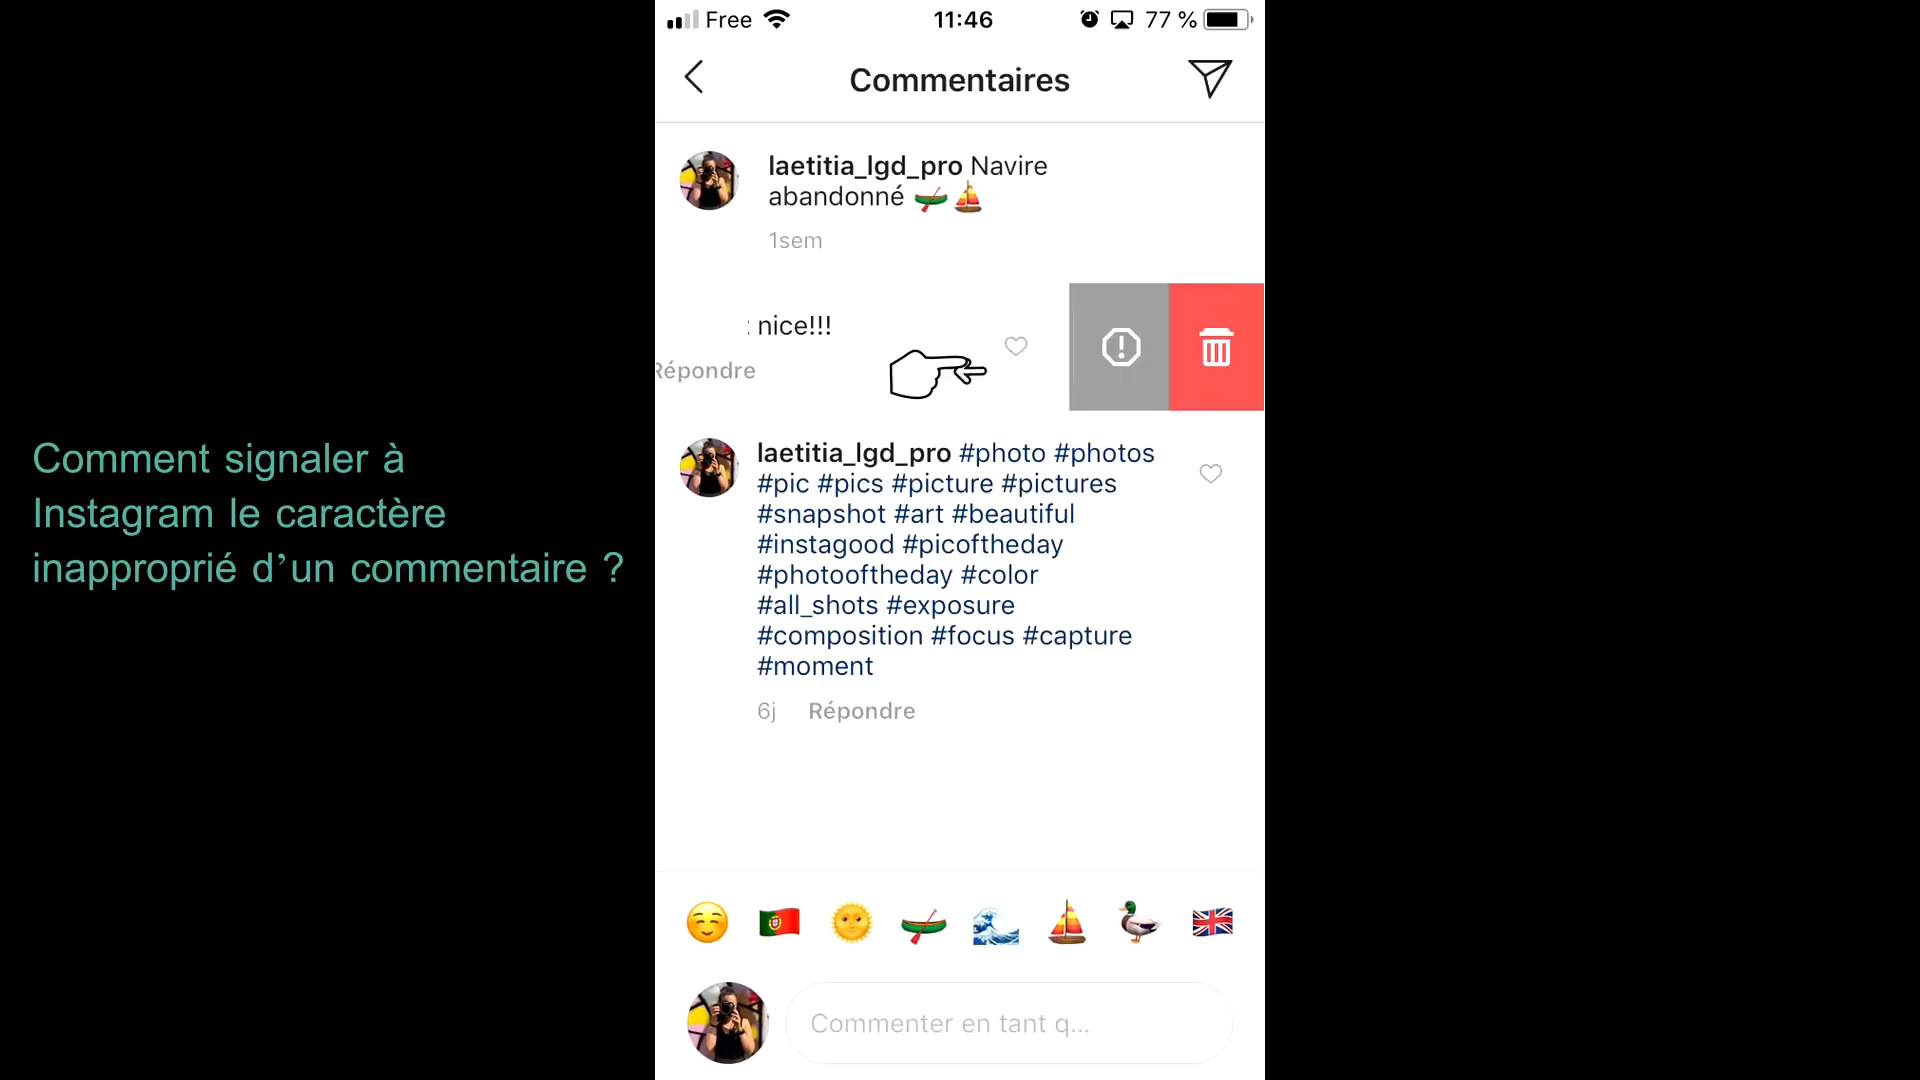 Free 11:46 77 %
Commentaires
laetitia_lgd_pro Navire
abandonné
1sem
: nice!!!
Répondre
laetitia_lgd_pro #photo #photos
#pic #pics #picture #pictures
#snapshot #art #beautiful
#instagood #picoftheday
#photooftheday #color
#all_shots #exposure
#composition #focus #capture
#moment
6j Répondre
Commenter en tant q...
Comment signaler à
Instagram le caractère
inapproprié d’un commentaire ?